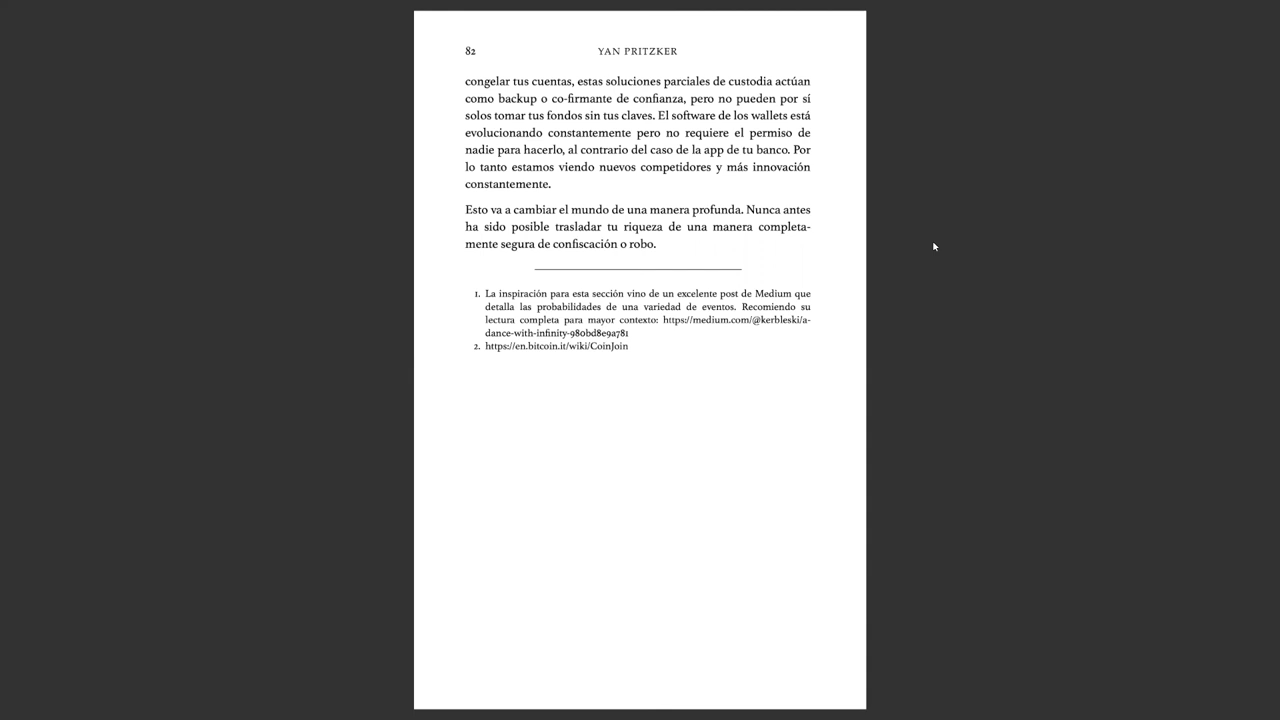 82
YAN PRITZKER
congelar tus cuentas, estas soluciones parciales de custodia actúan
como backup o co-firmante de confianza, pero no pueden por sí
solos tomar tus fondos sin tus claves. El software de los wallets está
evolucionando constantemente pero no requiere el permiso de
nadie para hacerlo, al contrario del caso de la app de tu banco. Por
lo tanto estamos viendo nuevos competidores y más innovación
constantemente.
Esto va a cambiar el mundo de una manera profunda. Nunca antes
ha sido posible trasladar tu riqueza de una manera completa-
mente segura de confiscación o robo.
1. La inspiración para esta sección vino de un excelente post de Medium que
detalla las probabilidades de una variedad de eventos. Recomiendo su
lectura completa para mayor contexto: https://medium.com/@kerbleski/a-
dance-with-infinity-980bd8e9a781
2. https://en.bitcoin.it/wiki/CoinJoin